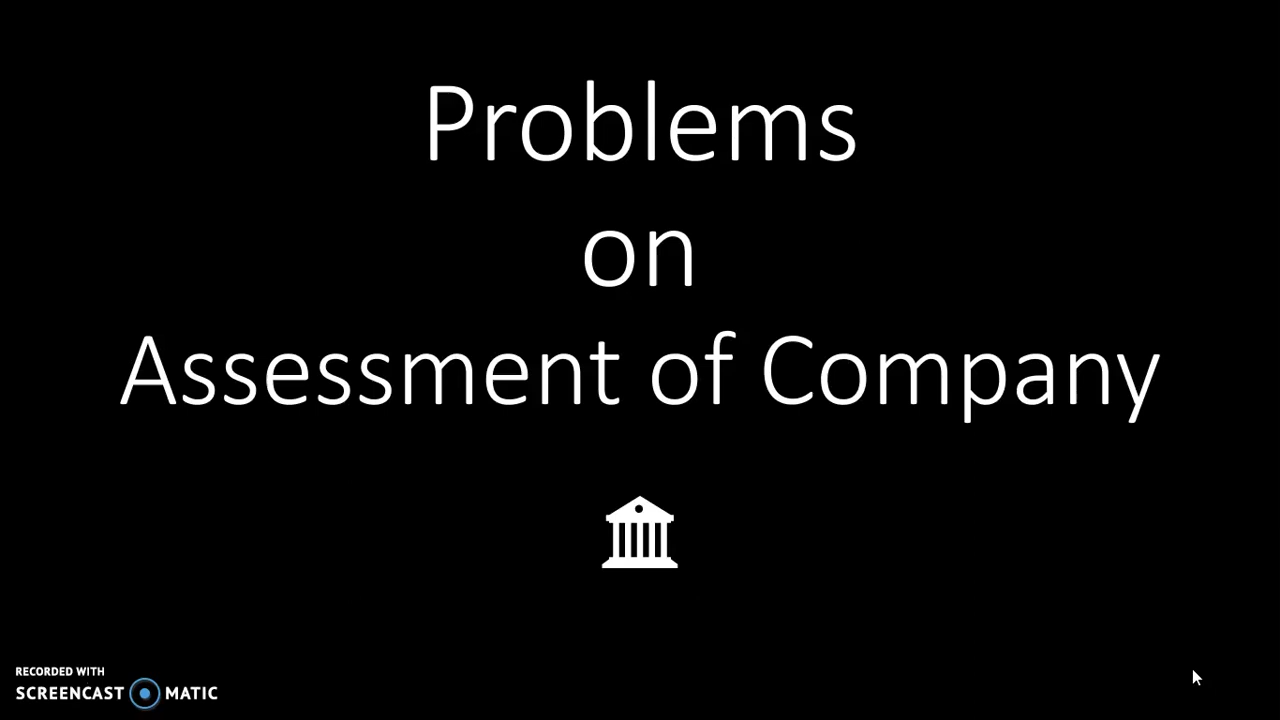 Problems
on
Assessment of Company
RECORDED WITH
SCREENCAST MATIC